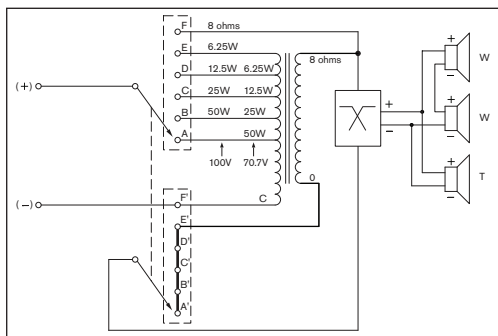 F 8 ohms
E 6.25W
8 ohms
D 12.5W 6.25W
C 25W 12.5W
B 50W 25W
A 50W
100V 70.7V
(+)
(−)
C
0
F'
E'
D'
C'
B'
A'
+
−
+
−
W
+
−
W
+
−
T